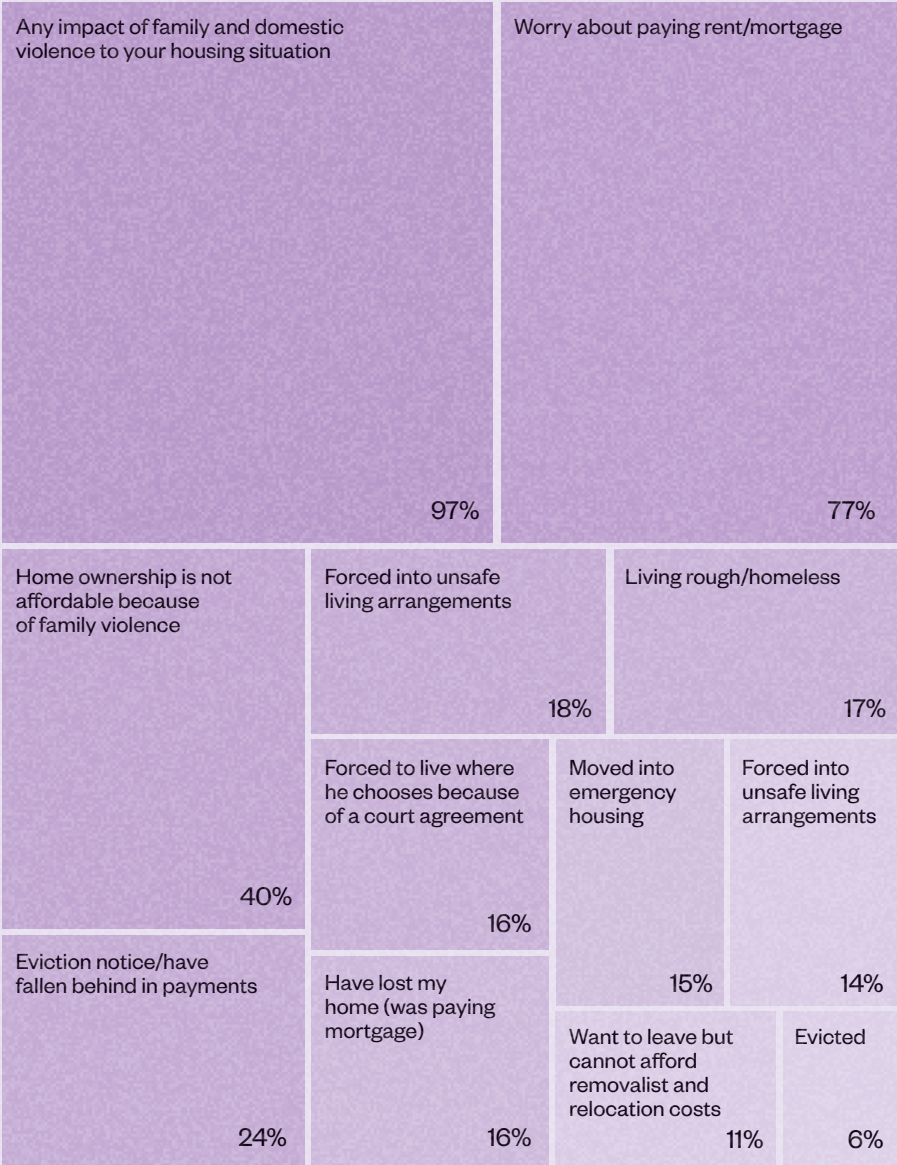 Any impact of family and domestic
violence to your housing situation
97%
Worry about paying rent/mortgage
77%
Home ownership is not
affordable because
of family violence
40%
Forced into unsafe
living arrangements
18%
Living rough/homeless
17%
Forced to live where
he chooses because
of a court agreement
16%
Moved into
emergency
housing
15%
Forced into
unsafe living
arrangements
14%
Eviction notice/have
fallen behind in payments
24%
Have lost my
home (was paying
mortgage)
16%
Want to leave but
cannot afford
removalist and
relocation costs
11%
Evicted
6%